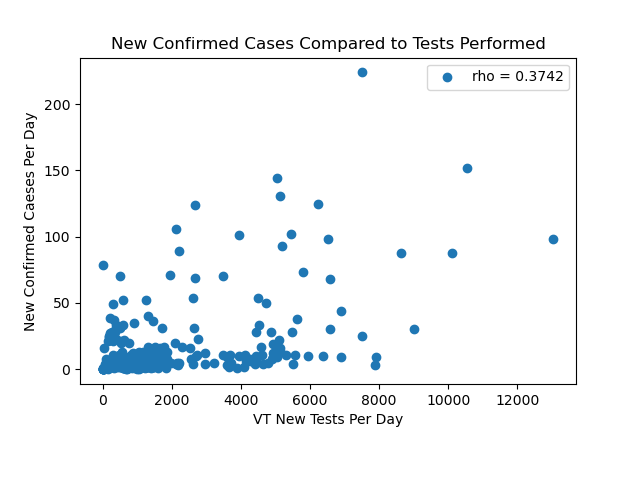 New Confirmed Cases Compared to Tests Performed
rho = 0.3742
New Confirmed Caeses Per Day
200
150
100
50
0
0 2000 4000 6000 8000 10000 12000
VT New Tests Per Day